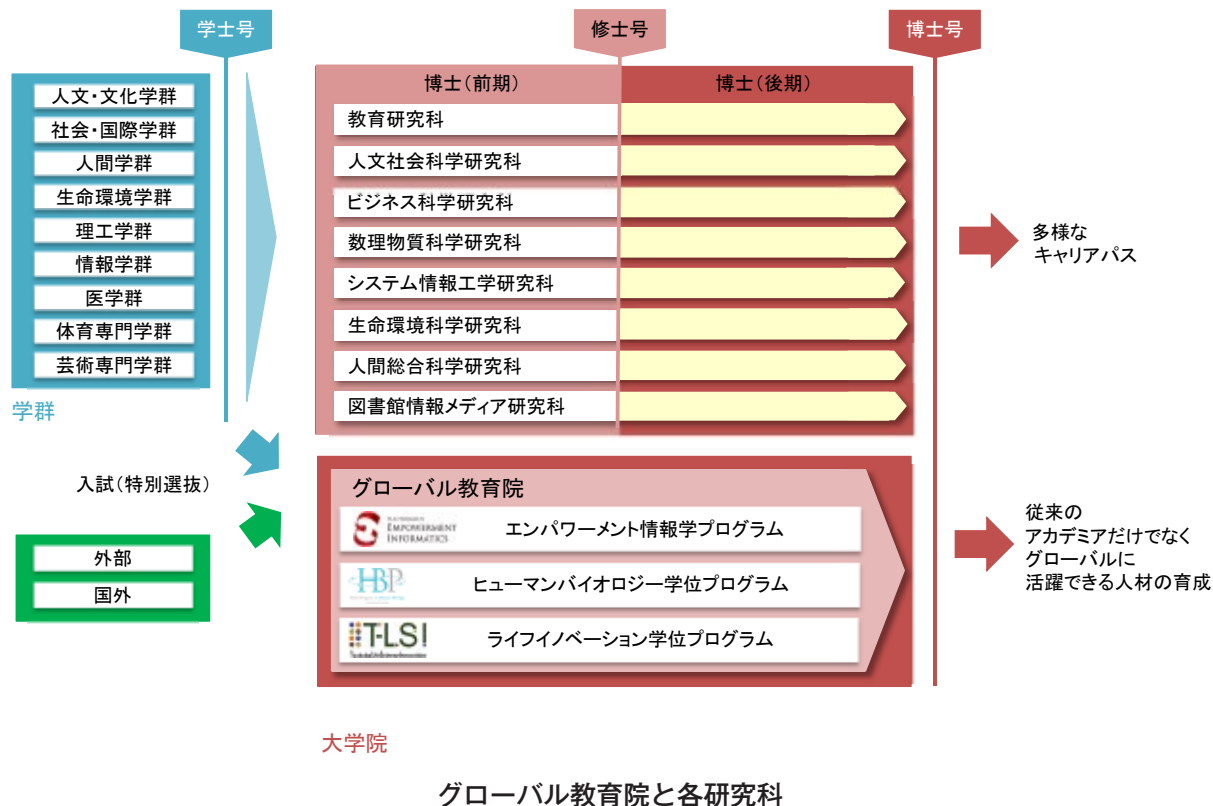 学士号
修士号
博士号
人文・文化学群
社会・国際学群
人間学群
生命環境学群
理工学群
情報学群
医学群
体育専門学群
芸術専門学群
学群
博士（前期）
博士（後期）
教育研究科
人文社会科学研究科
ビジネス科学研究科
数理物質科学研究科
システム情報工学研究科
生命環境科学研究科
人間総合科学研究科
図書館情報メディア研究科
多様な
キャリアパス
入試（特別選抜）
外部
国外
グローバル教育院
EMPOWERMENT
INFORMATICS
エンパワーメント情報学プログラム
HBP
ヒューマンバイオロジー学位プログラム
T-LSI
ライフイノベーション学位プログラム
従来の
アカデミアだけでなく
グローバルに
活躍できる人材の育成
大学院
グローバル教育院と各研究科